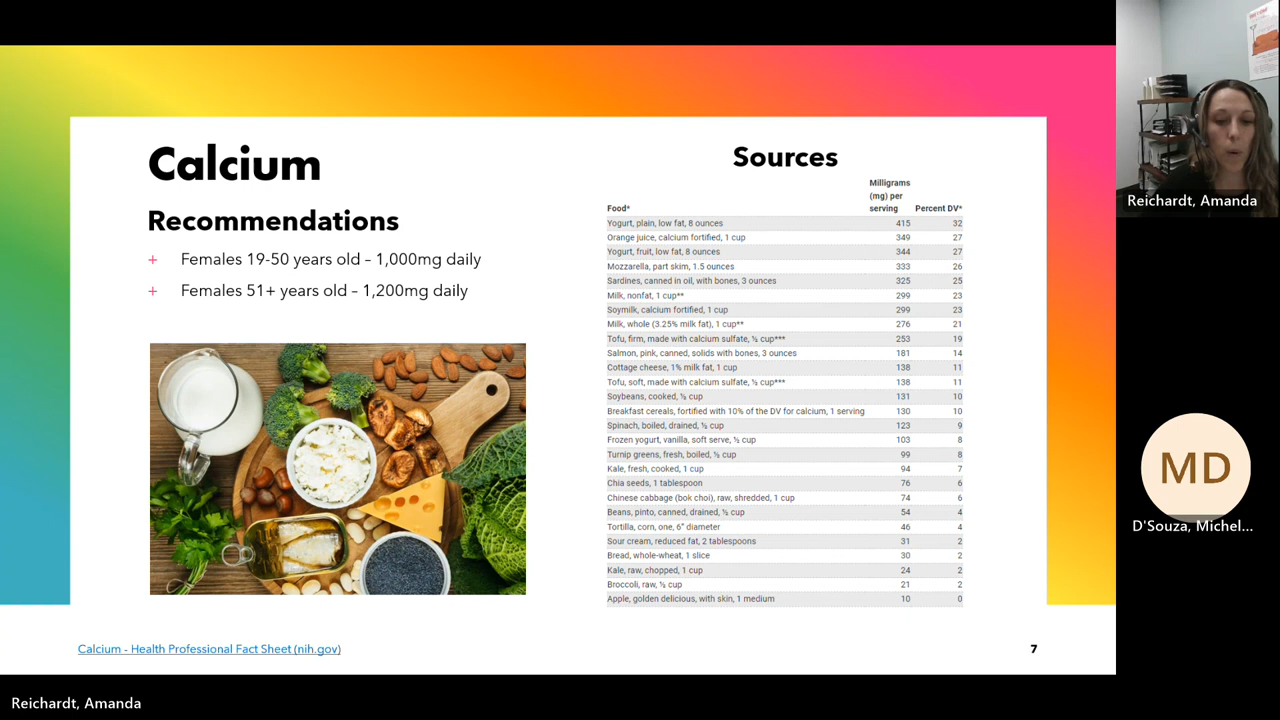 Calcium
Recommendations
+ Females 19-50 years old – 1,000mg daily
+ Females 51+ years old – 1,200mg daily
Sources
Milligrams
(mg) per
Food* serving Percent DV*
Yogurt, plain, low fat, 8 ounces 415 32
Orange juice, calcium fortified, 1 cup 349 27
Yogurt, fruit, low fat, 8 ounces 344 27
Mozzarella, part skim, 1.5 ounces 333 26
Sardines, canned in oil, with bones, 3 ounces 325 25
Milk, nonfat, 1 cup** 299 23
Soymilk, calcium fortified, 1 cup 299 23
Milk, whole (3.25% milk fat), 1 cup** 276 21
Tofu, firm, made with calcium sulfate, ½ cup*** 253 19
Salmon, pink, canned, solids with bones, 3 ounces 181 14
Cottage cheese, 1% milk fat, 1 cup 138 11
Tofu, soft, made with calcium sulfate, ½ cup*** 138 11
Soybeans, cooked, ½ cup 131 10
Breakfast cereals, fortified with 10% of the DV for calcium, 1 serving 130 10
Spinach, boiled, drained, ½ cup 123 9
Frozen yogurt, vanilla, soft serve, ½ cup 103 8
Turnip greens, fresh, boiled, ½ cup 99 8
Kale, fresh, cooked, 1 cup 94 7
Chia seeds, 1 tablespoon 76 6
Chinese cabbage (bok choi), raw, shredded, 1 cup 74 6
Beans, pinto, canned, drained, ½ cup 54 4
Tortilla, corn, one, 6" diameter 46 4
Sour cream, reduced fat, 2 tablespoons 31 2
Bread, whole-wheat, 1 slice 30 2
Kale, raw, chopped, 1 cup 24 2
Broccoli, raw, ½ cup 21 2
Apple, golden delicious, with skin, 1 medium 10 0
Calcium - Health Professional Fact Sheet (nih.gov)
7
Reichardt, Amanda
MD
D'Souza, Michel...
Reichardt, Amanda